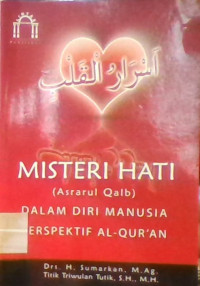 أسرار القلب
MISTERI HATI
(Asrarul Qalb)
DALAM DIRI MANUSIA
PERSPEKTIF AL-QUR'AN
Drs. H. Sumarkan, M.Ag.
Titik Triwulan Tutik, S.H., M.H.